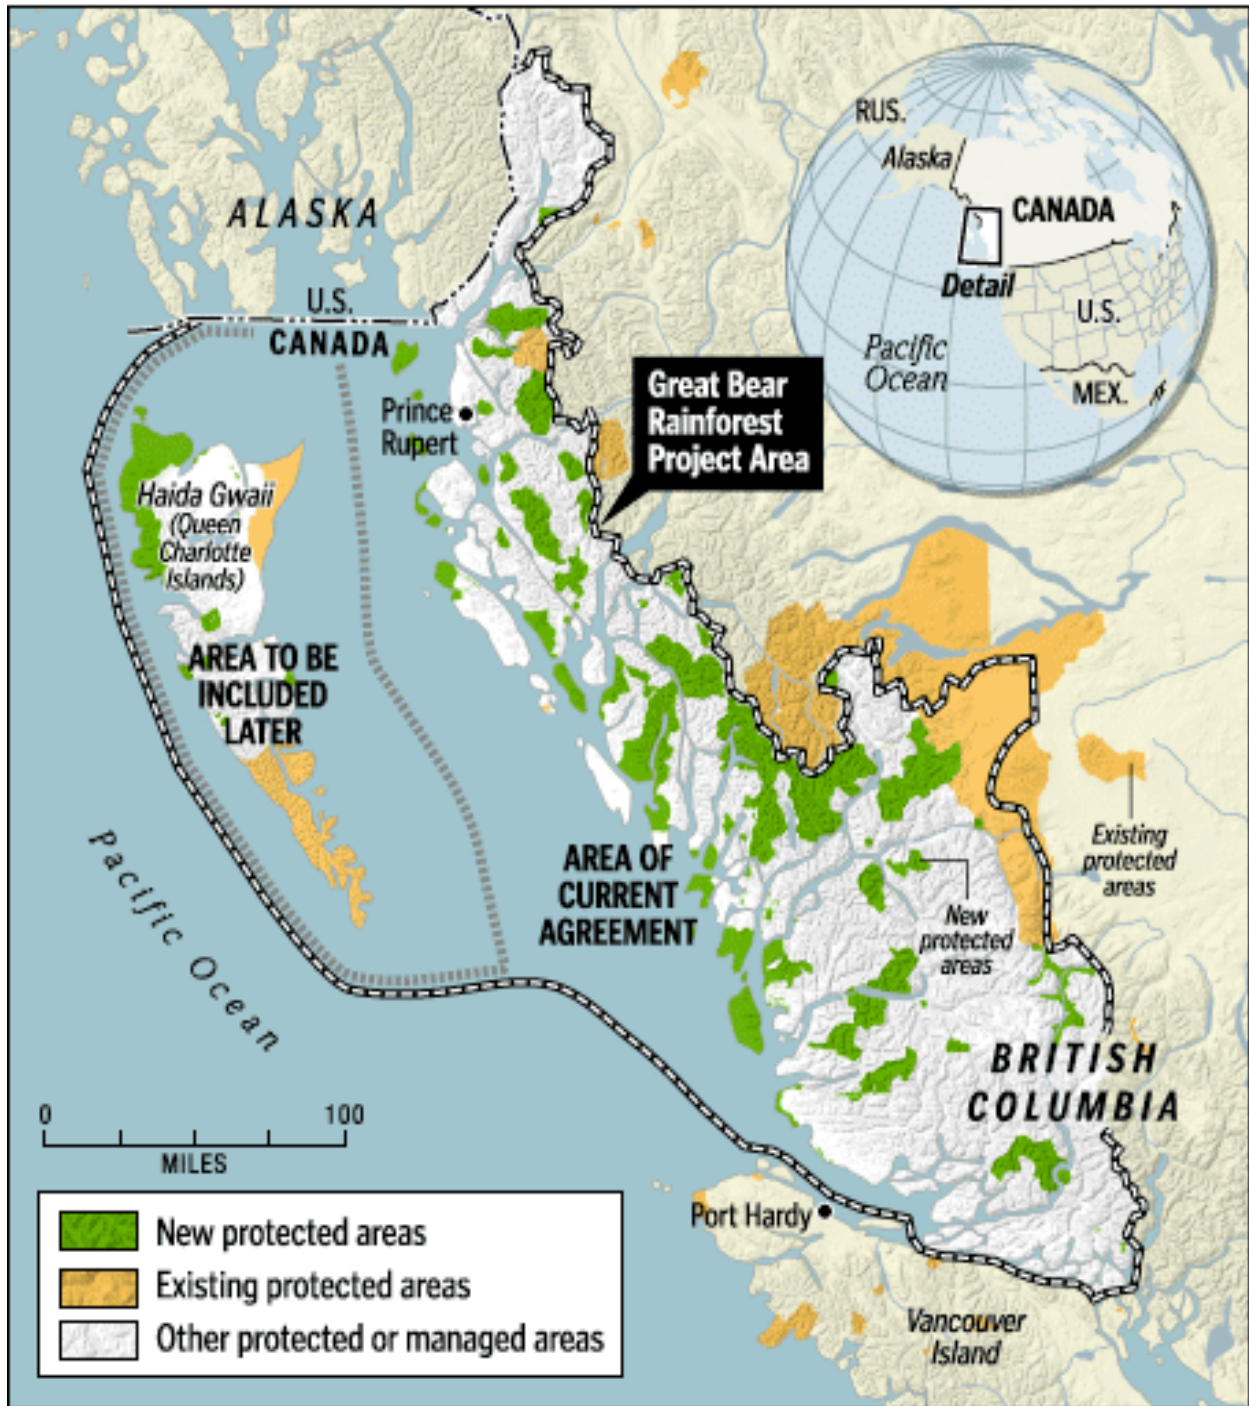 RUS.
Alaska
CANADA
Detail
U.S.
Pacific
Ocean
MEX.
ALASKA
U.S.
CANADA
Prince
Rupert
Great Bear
Rainforest
Project Area
Haida Gwaii
(Queen
Charlotte
Islands)
AREA TO BE
INCLUDED
LATER
Pacific Ocean
AREA OF
CURRENT
AGREEMENT
Existing
protected
areas
New
protected
areas
BRITISH
COLUMBIA
0 100
MILES
Port Hardy
Vancouver
Island
New protected areas
Existing protected areas
Other protected or managed areas